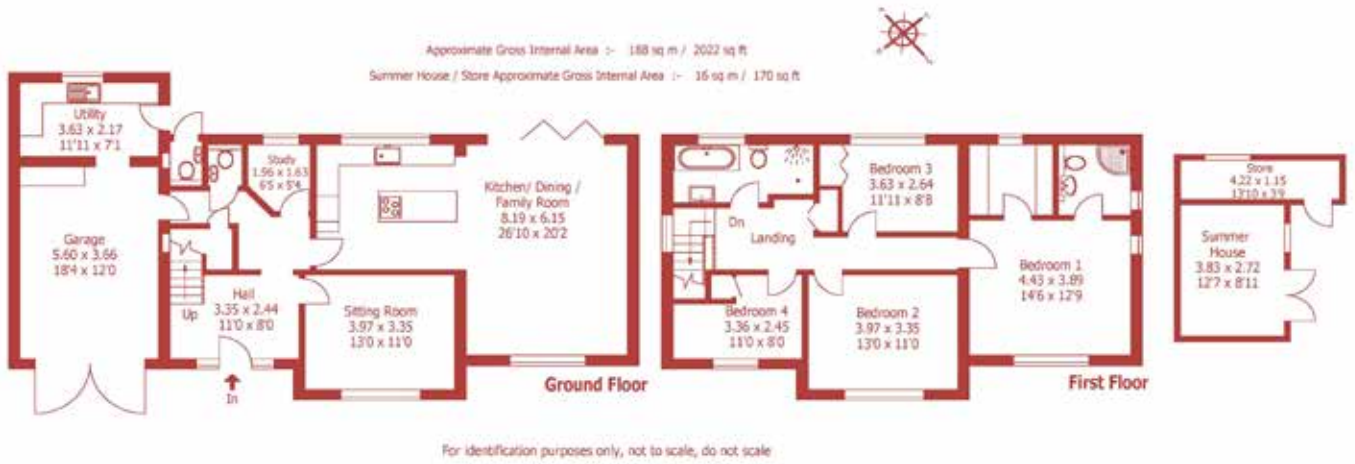 Approximate Gross Internal Area :- 188 sq m / 2022 sq ft
Summer House / Store Approximate Gross Internal Area :- 16 sq m / 170 sq ft
Utility
3.63 x 2.17
11'11 x 7'1
Study
1.96 x 1.63
6'5 x 5'4
Kitchen/ Dining /
Family Room
8.19 x 6.15
26'10 x 20'2
Garage
5.60 x 3.66
18'4 x 12'0
Hall
3.35 x 2.44
11'0 x 8'0
Up
Sitting Room
3.97 x 3.35
13'0 x 11'0
In
Ground Floor
Bedroom 3
3.63 x 2.64
11'11 x 8'8
Dn
Landing
Bedroom 1
4.43 x 3.89
14'6 x 12'9
Bedroom 4
3.36 x 2.45
11'0 x 8'0
Bedroom 2
3.97 x 3.35
13'0 x 11'0
First Floor
Store
4.22 x 1.15
13'10 x 3'9
Summer
House
3.83 x 2.72
12'7 x 8'11
For identification purposes only, not to scale, do not scale